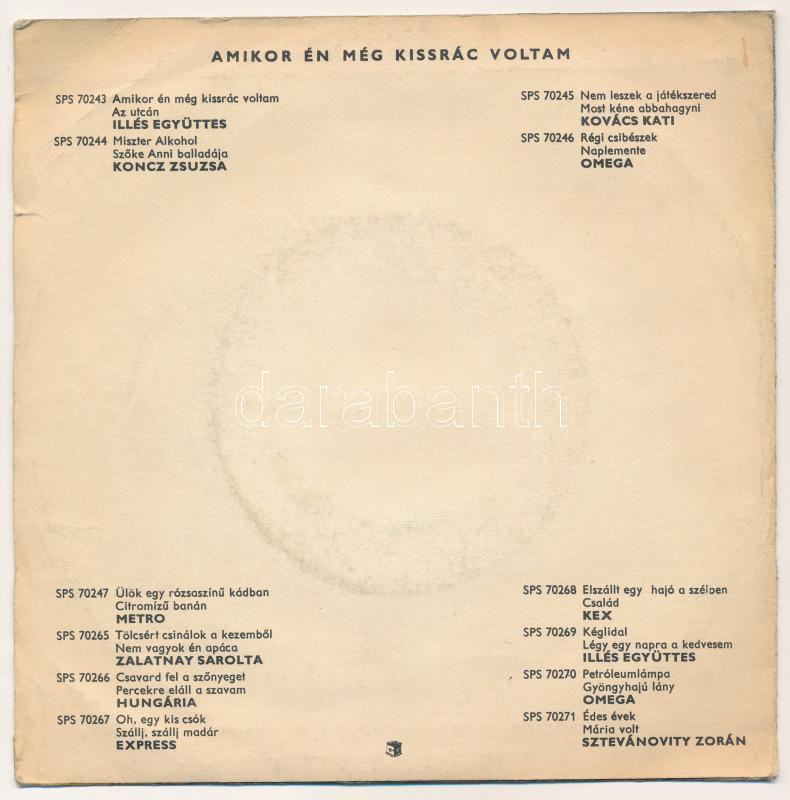 AMIKOR ÉN MÉG KISSRÁC VOLTAM
SPS 70243 Amikor én még kissrác voltam
Az utcán
ILLÉS EGYÜTTES
SPS 70244 Miszter Alkohol
Szőke Anni balladája
KONCZ ZSUZSA
SPS 70245 Nem leszek a játékszered
Most kéne abbahagyni
KOVÁCS KATI
SPS 70246 Régi csibészek
Naplemente
OMEGA
darabanth
SPS 70247 Ülök egy rózsaszínű kádban
Citromízű banán
METRO
SPS 70265 Tölcsért csinálok a kezemből
Nem vagyok én apáca
ZALATNAY SAROLTA
SPS 70266 Csavard fel a szőnyeget
Percekre eláll a szavam
HUNGÁRIA
SPS 70267 Oh, egy kis csók
Szállj, szállj madár
EXPRESS
SPS 70268 Elszállt egy hajó a szélben
Család
KEX
SPS 70269 Kéglidal
Légy egy napra a kedvesem
ILLÉS EGYÜTTES
SPS 70270 Petróleumlámpa
Gyöngyhajú lány
OMEGA
SPS 70271 Édes évek
Mária volt
SZTEVÁNOVITY ZORÁN